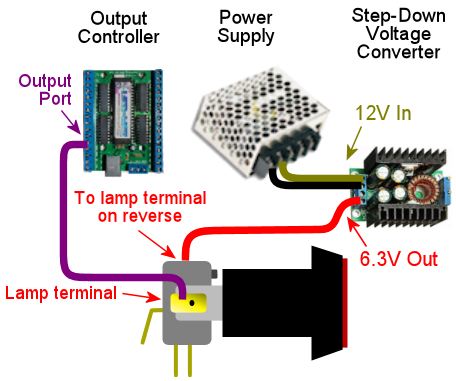 Output
Controller
Power
Supply
Step-Down
Voltage
Converter
Output
Port
12V In
To lamp terminal
on reverse
6.3V Out
Lamp terminal